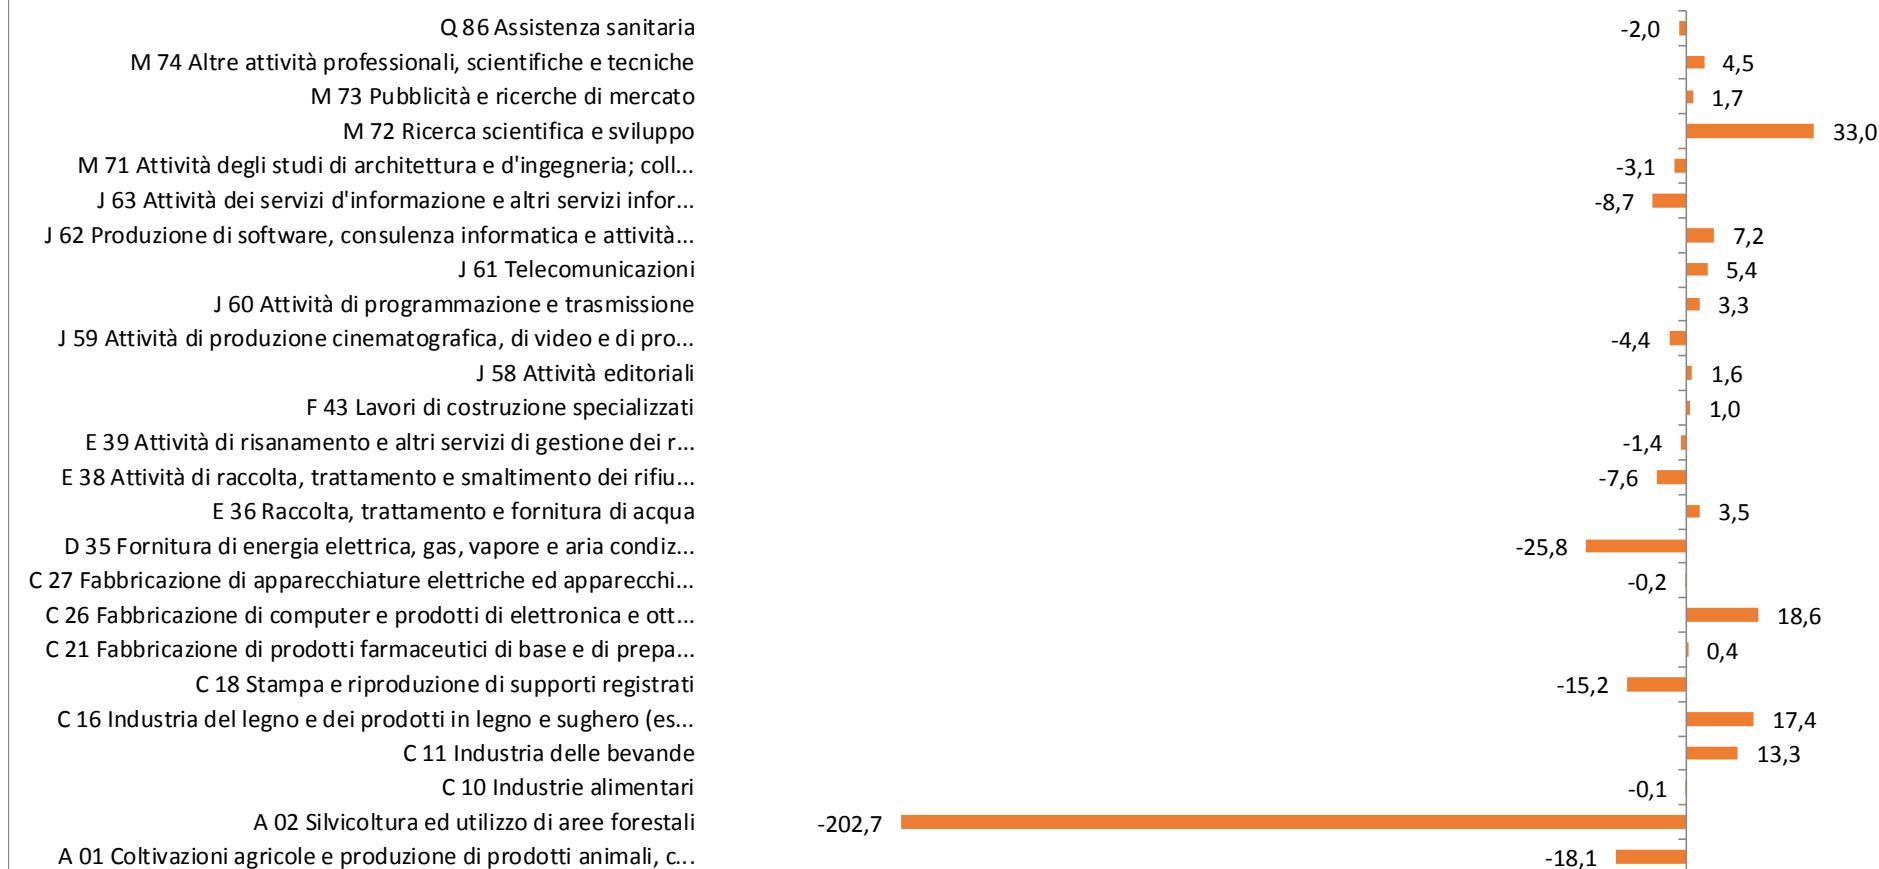 Q 86 Assistenza sanitaria -2,0
M 74 Altre attività professionali, scientifiche e tecniche 4,5
M 73 Pubblicità e ricerche di mercato 1,7
M 72 Ricerca scientifica e sviluppo 33,0
M 71 Attività degli studi di architettura e d'ingegneria; coll... -3,1
J 63 Attività dei servizi d'informazione e altri servizi infor... -8,7
J 62 Produzione di software, consulenza informatica e attività... 7,2
J 61 Telecomunicazioni 5,4
J 60 Attività di programmazione e trasmissione 3,3
J 59 Attività di produzione cinematografica, di video e di pro... -4,4
J 58 Attività editoriali 1,6
F 43 Lavori di costruzione specializzati 1,0
E 39 Attività di risanamento e altri servizi di gestione dei r... -1,4
E 38 Attività di raccolta, trattamento e smaltimento dei rifiu... -7,6
E 36 Raccolta, trattamento e fornitura di acqua 3,5
D 35 Fornitura di energia elettrica, gas, vapore e aria condiz... -25,8
C 27 Fabbricazione di apparecchiature elettriche ed apparecchi... -0,2
C 26 Fabbricazione di computer e prodotti di elettronica e ott... 18,6
C 21 Fabbricazione di prodotti farmaceutici di base e di prepa... 0,4
C 18 Stampa e riproduzione di supporti registrati -15,2
C 16 Industria del legno e dei prodotti in legno e sughero (es... 17,4
C 11 Industria delle bevande 13,3
C 10 Industrie alimentari -0,1
A 02 Silvicoltura ed utilizzo di aree forestali -202,7
A 01 Coltivazioni agricole e produzione di prodotti animali, c... -18,1